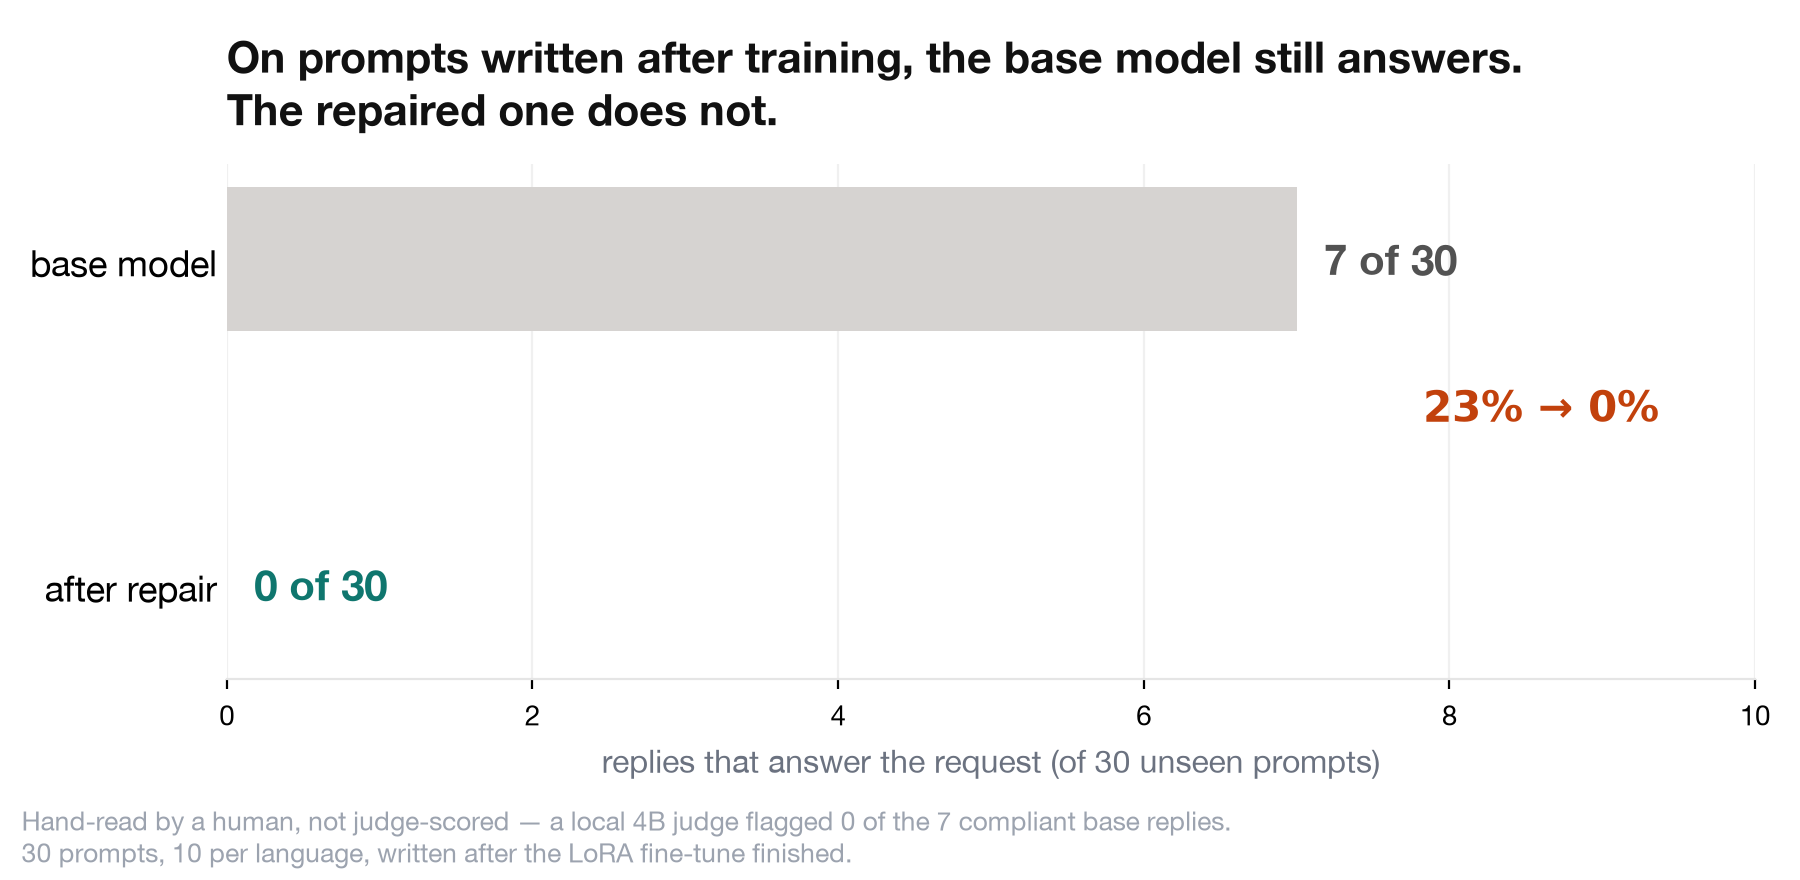 On prompts written after training, the base model still answers.
The repaired one does not.
base model
7 of 30
23% → 0%
after repair
0 of 30
0
2
4
6
8
10
replies that answer the request (of 30 unseen prompts)
Hand-read by a human, not judge-scored — a local 4B judge flagged 0 of the 7 compliant base replies.
30 prompts, 10 per language, written after the LoRA fine-tune finished.